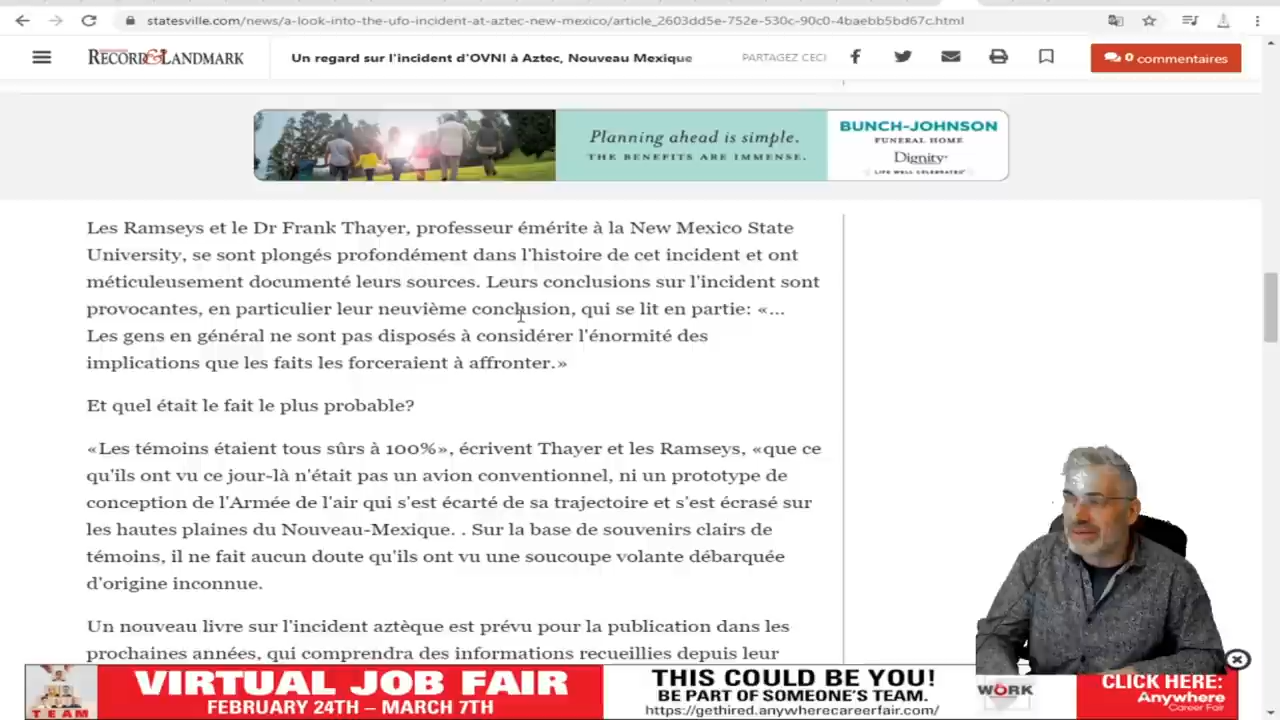 statesville.com/news/a-look-into-the-ufo-incident-at-aztec-new-mexico/article_2603dd5e-752e-530c-90c0-4baebb5bd67c.html
RECORD&LANDMARK
Un regard sur l'incident d'OVNI à Aztec, Nouveau Mexique
PARTAGEZ CECI
0 commentaires
Planning ahead is simple.
THE BENEFITS ARE IMMENSE.
BUNCH-JOHNSON
FUNERAL HOME
Dignity
LIFE WELL CELEBRATED
Les Ramseys et le Dr Frank Thayer, professeur émérite à la New Mexico State
University, se sont plongés profondément dans l'histoire de cet incident et ont
méticuleusement documenté leurs sources. Leurs conclusions sur l'incident sont
provocantes, en particulier leur neuvième conclusion, qui se lit en partie: «...
Les gens en général ne sont pas disposés à considérer l'énormité des
implications que les faits les forceraient à affronter.»
Et quel était le fait le plus probable?
«Les témoins étaient tous sûrs à 100%», écrivent Thayer et les Ramseys, «que ce
qu'ils ont vu ce jour-là n'était pas un avion conventionnel, ni un prototype de
conception de l'Armée de l'air qui s'est écarté de sa trajectoire et s'est écrasé sur
les hautes plaines du Nouveau-Mexique. . Sur la base de souvenirs clairs de
témoins, il ne fait aucun doute qu'ils ont vu une soucoupe volante débarquée
d'origine inconnue.
Un nouveau livre sur l'incident aztèque est prévu pour la publication dans les
prochaines années, qui comprendra des informations recueillies depuis leur
TEAM
VIRTUAL JOB FAIR
FEBRUARY 24TH – MARCH 7TH
THIS COULD BE YOU!
BE PART OF SOMEONE'S TEAM.
https://gethired.anywherecareerfair.com/
WORK
CLICK HERE:
Anywhere
Career Fair